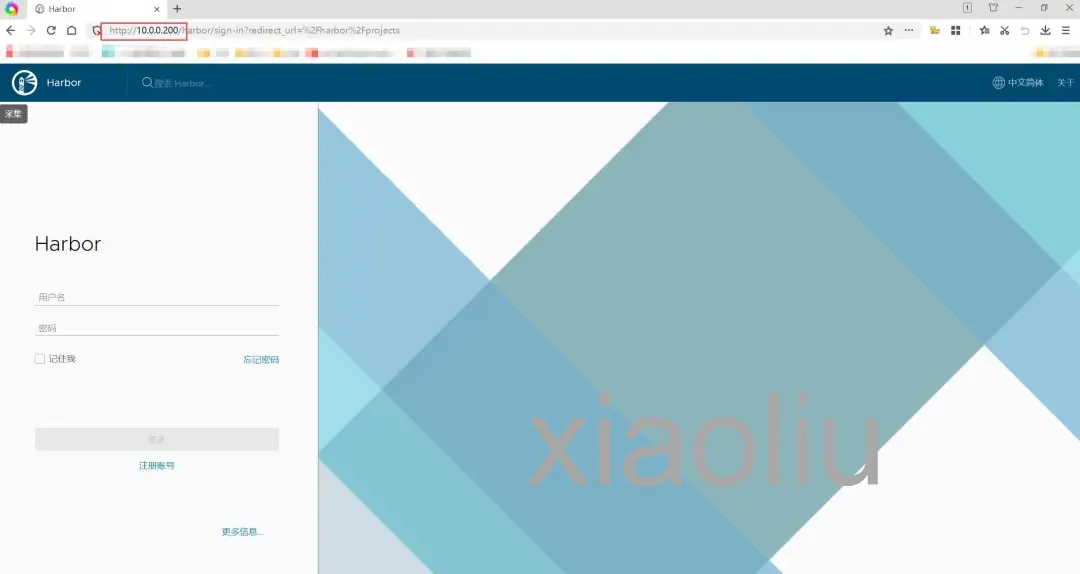 Harbor
http://10.0.0.200/harbor/sign-in?redirect_url=%2Fharbor%2Fprojects
Harbor
搜索 Harbor...
中文简体
关于
采集
Harbor
用户名
密码
记住我
忘记密码
登录
注册账号
更多信息...
xiaoliu